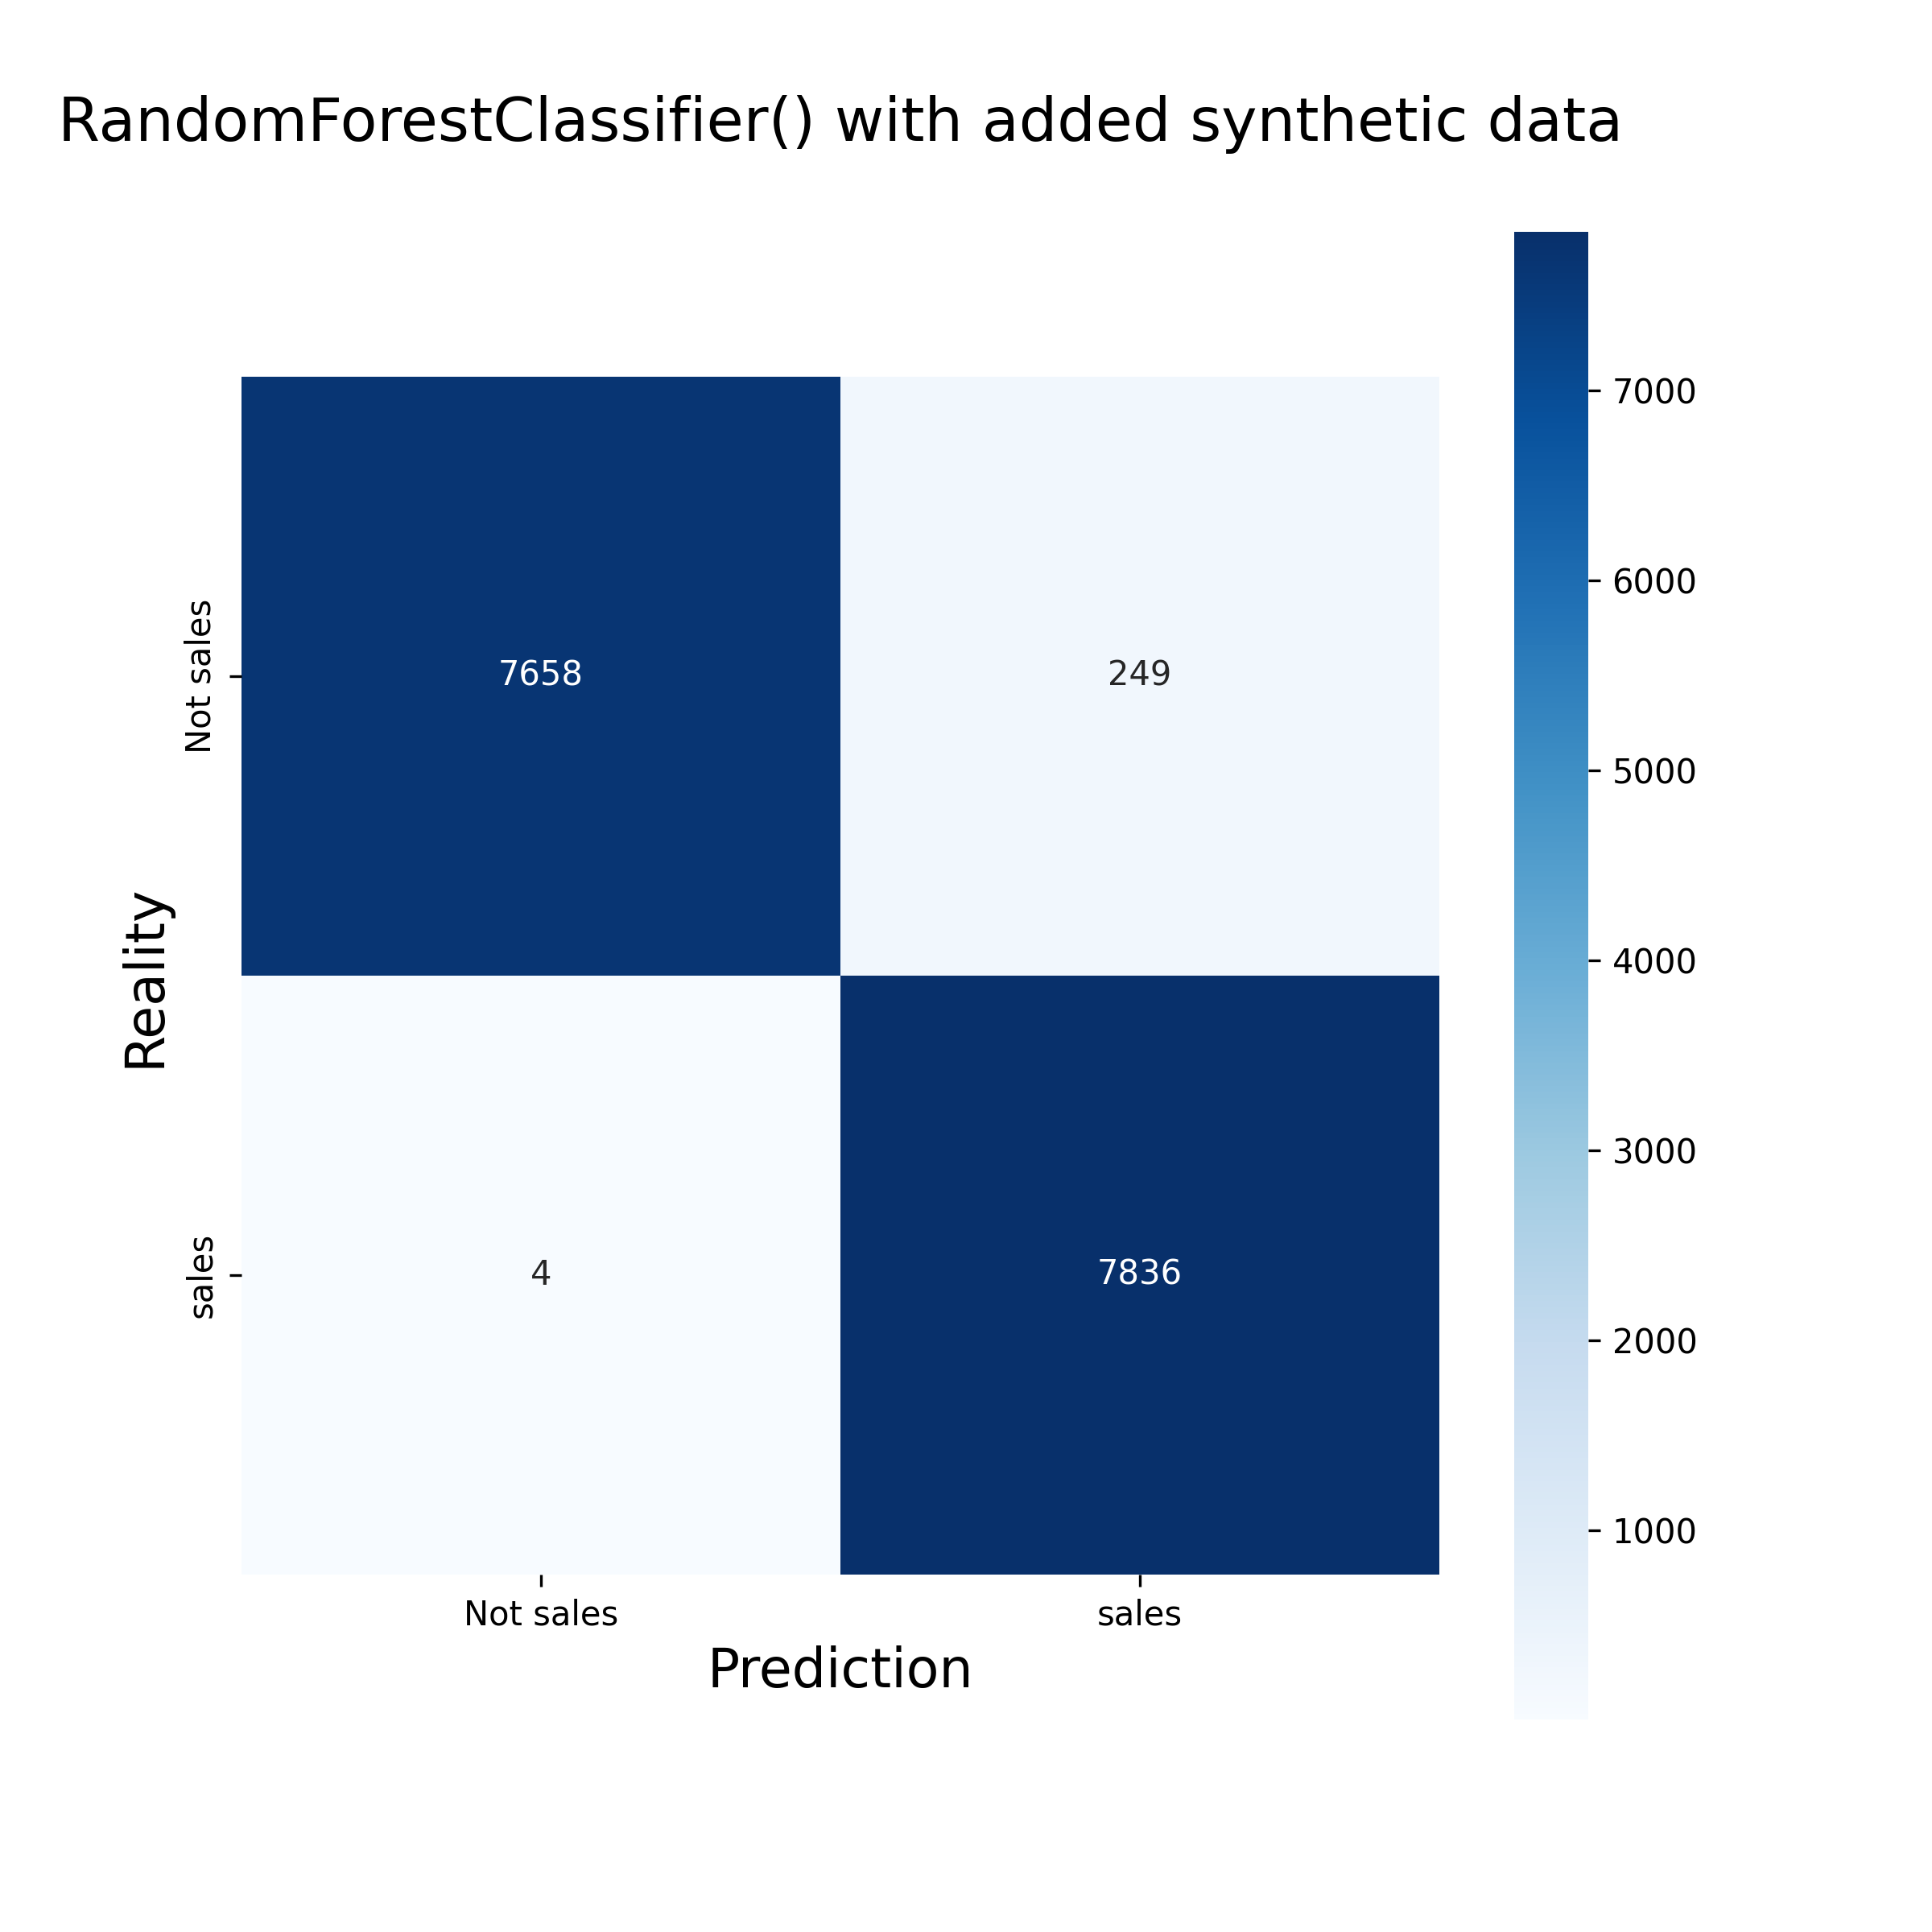 RandomForestClassifier() with added synthetic data
7000
6000
5000
4000
3000
2000
1000
Reality
Not sales
sales
7658
249
4
7836
Not sales
sales
Prediction